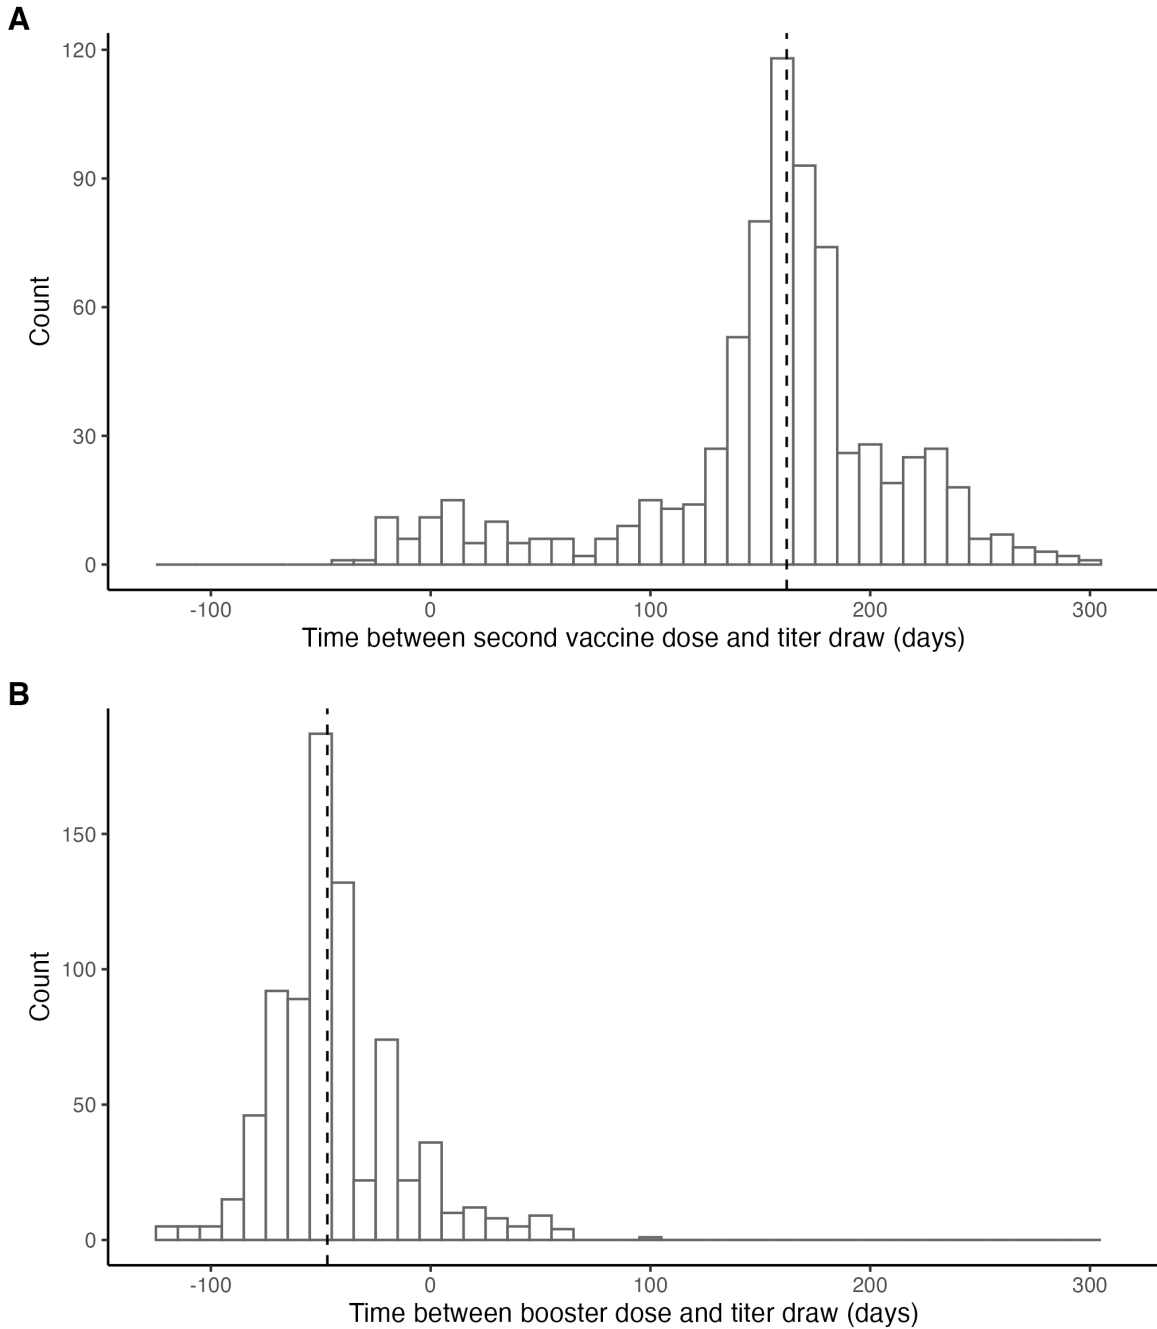 A
120
90
60
30
0
Count
-100 0 100 200 300
Time between second vaccine dose and titer draw (days)
B
150
100
50
0
Count
-100 0 100 200 300
Time between booster dose and titer draw (days)